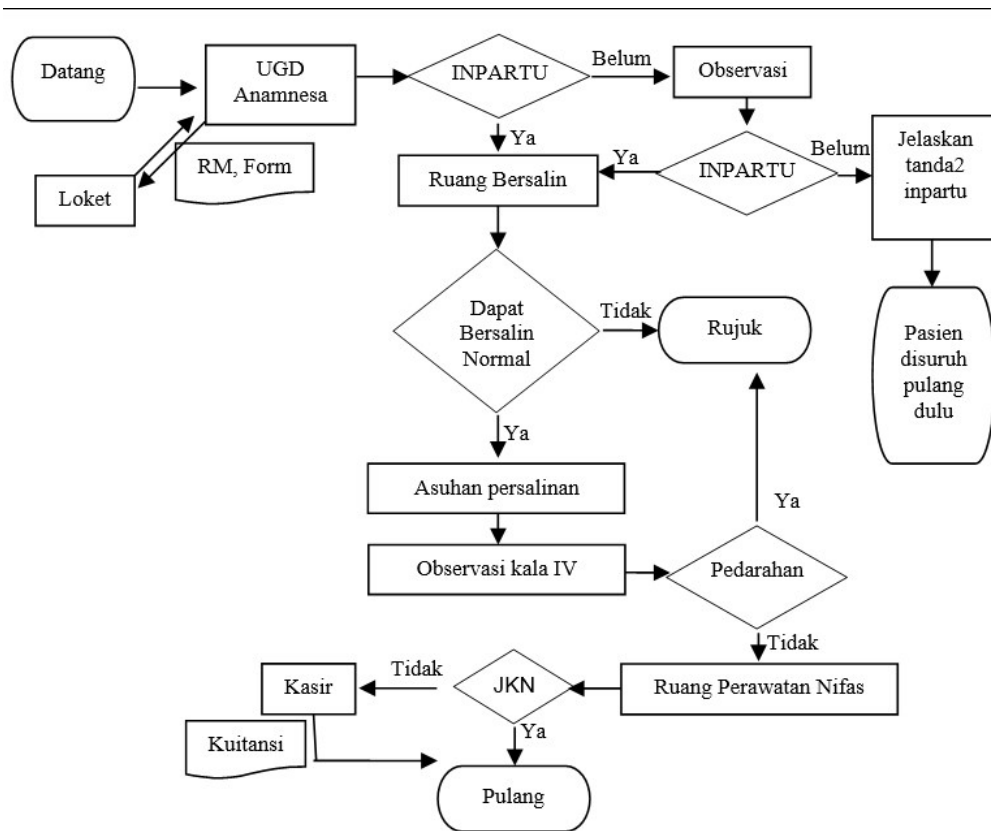 Datang
UGD
Anamnesa
INPARTU
Belum
Observasi
Ya
Loket
RM, Form
Ruang Bersalin
Ya
INPARTU
Belum
Jelaskan
tanda2
inpartu
Dapat
Bersalin
Normal
Tidak
Rujuk
Pasien
disuruh
pulang
dulu
Ya
Asuhan persalinan
Ya
Observasi kala IV
Pedarahan
Tidak
Kasir
Tidak
JKN
Ruang Perawatan Nifas
Kuitansi
Ya
Pulang